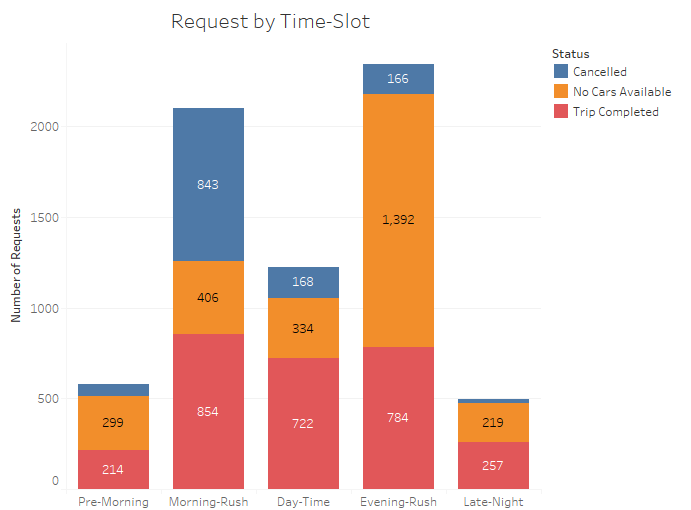 Request by Time-Slot
Status
Cancelled
No Cars Available
Trip Completed
Number of Requests
2000
1500
1000
500
0
166
843
1,392
168
406
334
299
219
854
722
784
214
257
Pre-Morning
Morning-Rush
Day-Time
Evening-Rush
Late-Night